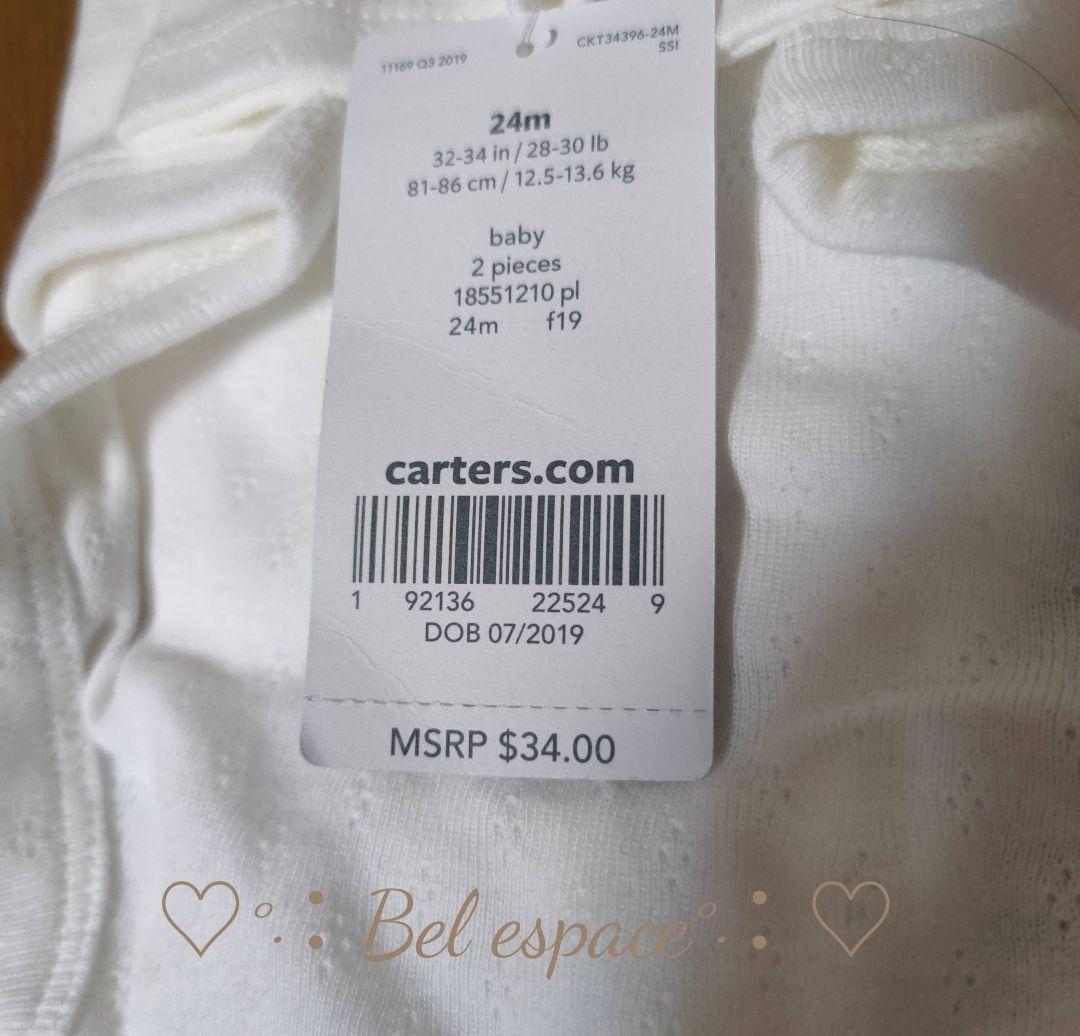 11169 Q3 2019
CKT34396-24M
SSI
24m
32-34 in / 28-30 lb
81-86 cm / 12.5-13.6 kg
baby
2 pieces
18551210 pl
24m f19
carters.com
1 92136 22524 9
DOB 07/2019
MSRP $34.00
♡°.: Bel espace°.: ♡